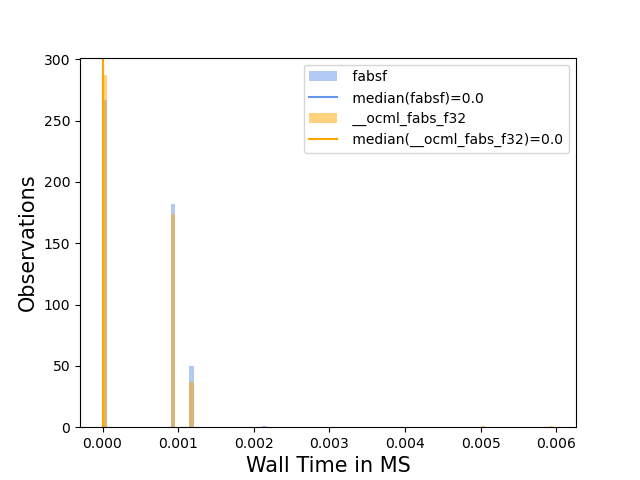 300
250
200
150
100
50
0
Observations
fabsf
median(fabsf)=0.0
__ocml_fabs_f32
median(__ocml_fabs_f32)=0.0
0.000 0.001 0.002 0.003 0.004 0.005 0.006
Wall Time in MS